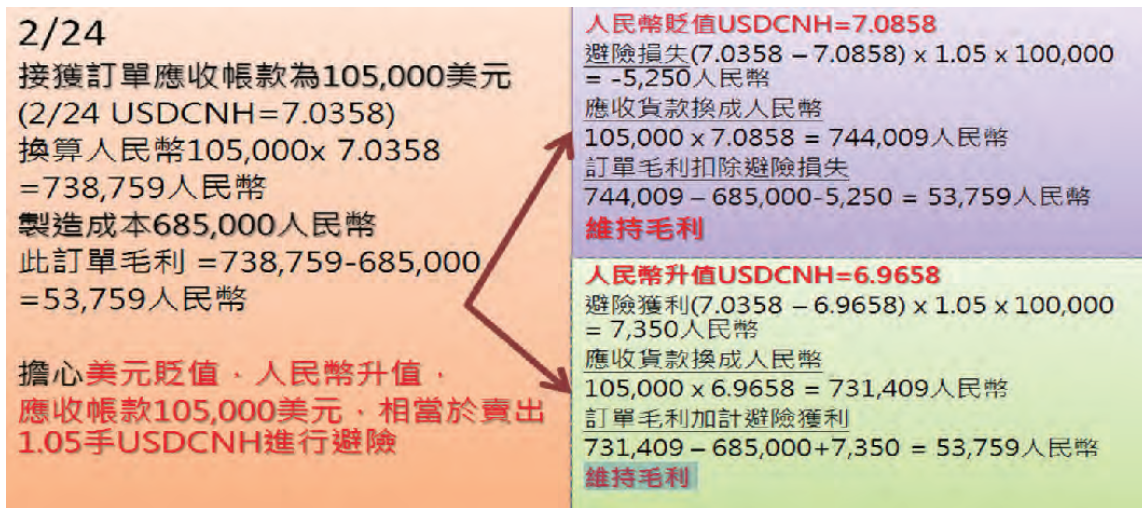 2/24
接獲訂單應收帳款為105,000美元
(2/24 USDCNH=7.0358)
換算人民幣105,000x 7.0358
=738,759人民幣
製造成本685,000人民幣
此訂單毛利 =738,759-685,000
=53,759人民幣
擔心美元貶值，人民幣升值，
應收帳款105,000美元，相當於賣出
1.05手USDCNH進行避險
人民幣貶值USDCNH=7.0858
避險損失(7.0358 – 7.0858) x 1.05 x 100,000
= -5,250人民幣
應收貨款換成人民幣
105,000 x 7.0858 = 744,009人民幣
訂單毛利扣除避險損失
744,009 – 685,000-5,250 = 53,759人民幣
維持毛利
人民幣升值USDCNH=6.9658
避險獲利(7.0358 – 6.9658) x 1.05 x 100,000
= 7,350人民幣
應收貨款換成人民幣
105,000 x 6.9658 = 731,409人民幣
訂單毛利加計避險獲利
731,409 – 685,000+7,350 = 53,759人民幣
維持毛利